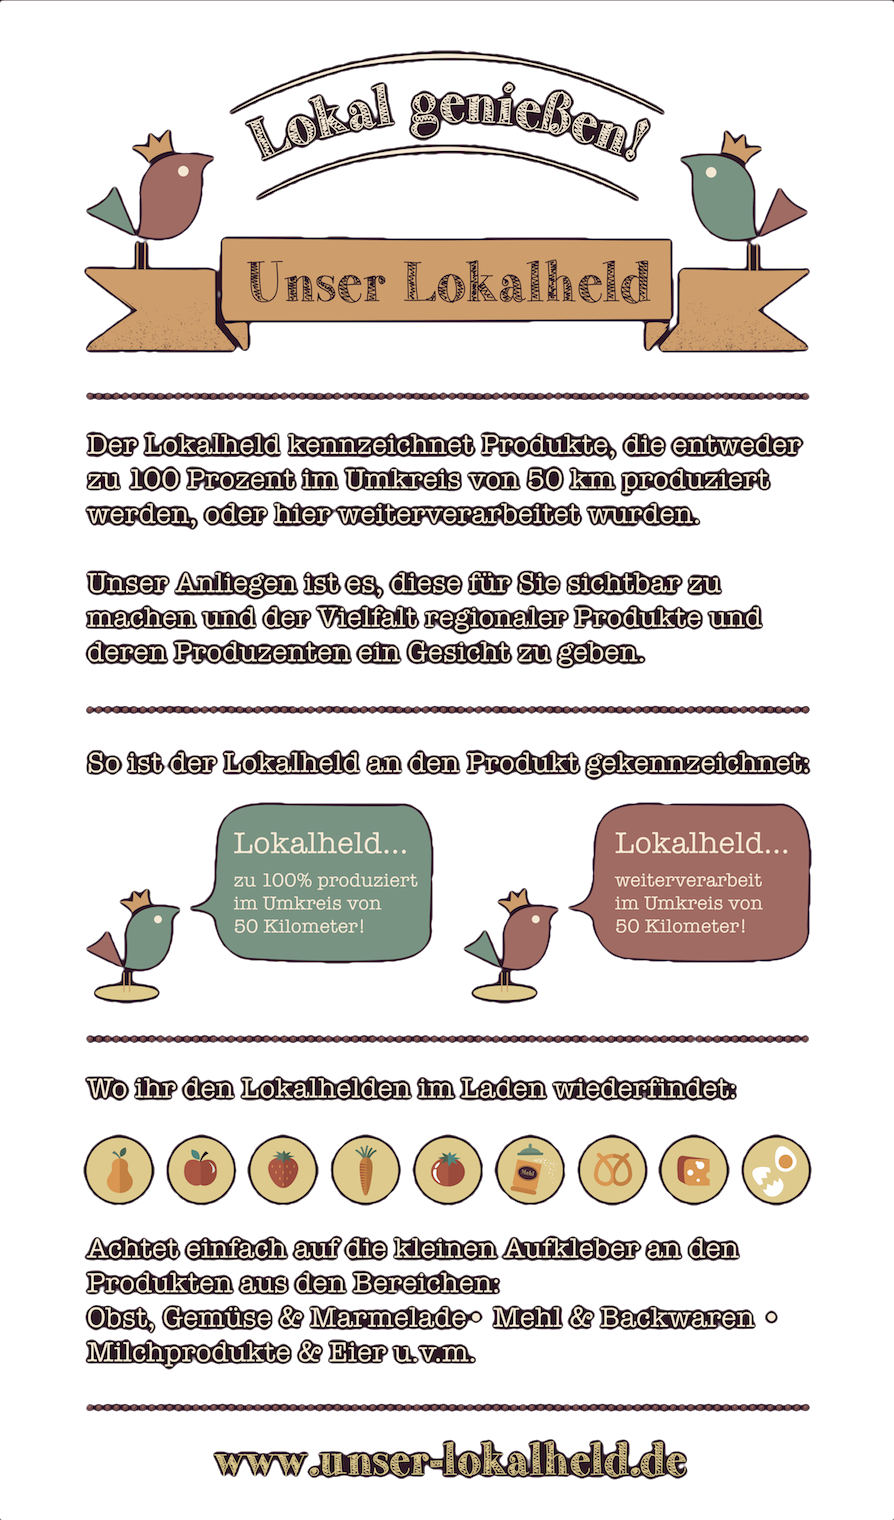 Lokal genießen!
Unser Lokalheld
Der Lokalheld kennzeichnet Produkte, die entweder
zu 100 Prozent im Umkreis von 50 km produziert
werden, oder hier weiterverarbeitet wurden.
Unser Anliegen ist es, diese für Sie sichtbar zu
machen und der Vielfalt regionaler Produkte und
deren Produzenten ein Gesicht zu geben.
So ist der Lokalheld an den Produkt gekennzeichnet:
Lokalheld...
zu 100% produziert
im Umkreis von
50 Kilometer!
Lokalheld...
weiterverarbeit
im Umkreis von
50 Kilometer!
Wo ihr den Lokalhelden im Laden wiederfindet:
Mehl
Achtet einfach auf die kleinen Aufkleber an den
Produkten aus den Bereichen:
Obst, Gemüse & Marmelade • Mehl & Backwaren •
Milchprodukte & Eier u.v.m.
www.unser-lokalheld.de